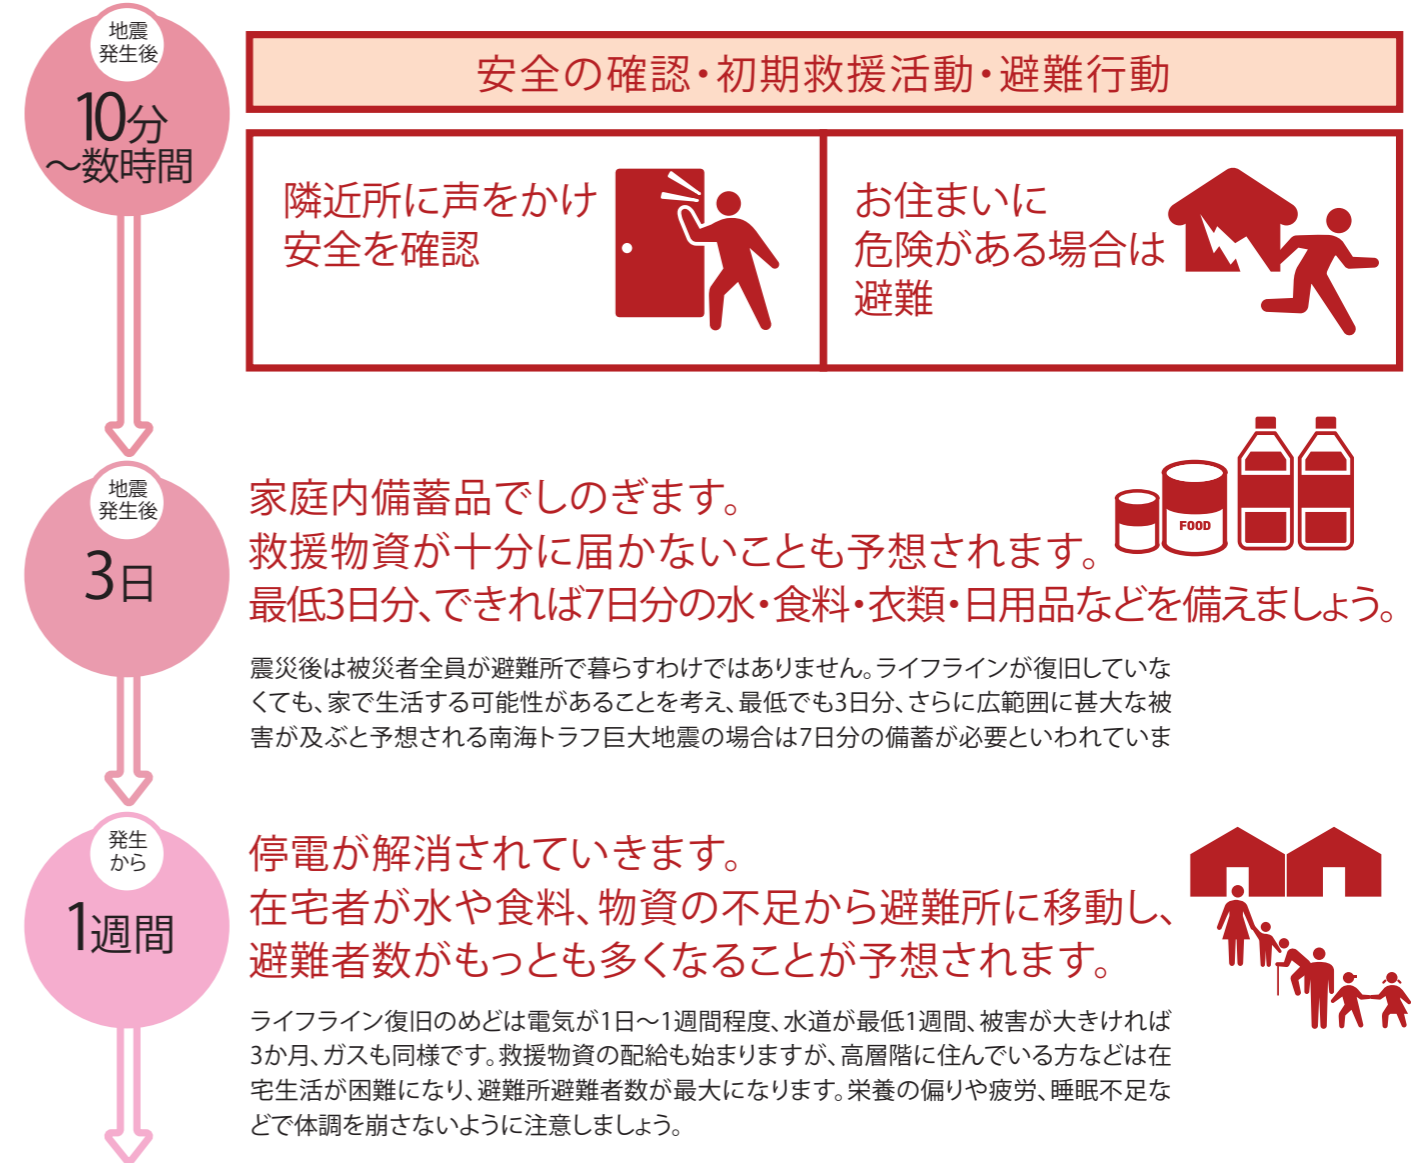 地震
発生後
10分
～数時間
安全の確認・初期救援活動・避難行動
隣近所に声をかけ
安全を確認
お住まいに
危険がある場合は
避難
地震
発生後
3日
家庭内備蓄品でしのぎます。
救援物資が十分に届かないことも予想されます。
最低3日分、できれば7日分の水・食料・衣類・日用品などを備えましょう。
FOOD
震災後は被災者全員が避難所で暮らすわけではありません。ライフラインが復旧していな
くても、家で生活する可能性があることを考え、最低でも3日分、さらに広範囲に甚大な被
害が及ぶと予想される南海トラフ巨大地震の場合は7日分の備蓄が必要といわれていま
発生
から
1週間
停電が解消されていきます。
在宅者が水や食料、物資の不足から避難所に移動し、
避難者数がもっとも多くなることが予想されます。
ライフライン復旧のめどは電気が1日～1週間程度、水道が最低1週間、被害が大きければ
3か月、ガスも同様です。救援物資の配給も始まりますが、高層階に住んでいる方などは在
宅生活が困難になり、避難所避難者数が最大になります。栄養の偏りや疲労、睡眠不足な
どで体調を崩さないように注意しましょう。